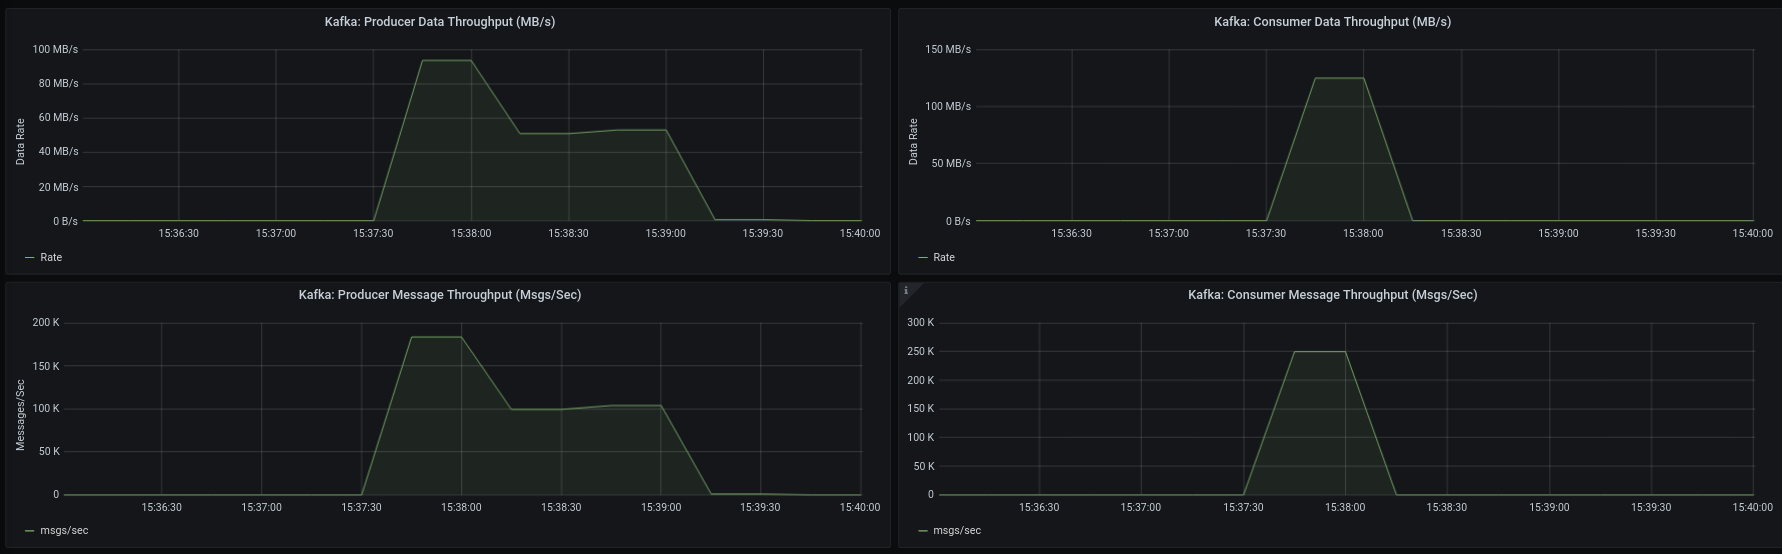 Kafka: Producer Data Throughput (MB/s)
100 MB/s
80 MB/s
60 MB/s
40 MB/s
20 MB/s
0 B/s
Data Rate
15:36:30 15:37:00 15:37:30 15:38:00 15:38:30 15:39:00 15:39:30 15:40:00
Rate
Kafka: Consumer Data Throughput (MB/s)
150 MB/s
100 MB/s
50 MB/s
0 B/s
Data Rate
15:36:30 15:37:00 15:37:30 15:38:00 15:38:30 15:39:00 15:39:30 15:40:00
Rate
Kafka: Producer Message Throughput (Msgs/Sec)
200 K
150 K
100 K
50 K
0
Messages/Sec
15:36:30 15:37:00 15:37:30 15:38:00 15:38:30 15:39:00 15:39:30 15:40:00
msgs/sec
i
Kafka: Consumer Message Throughput (Msgs/Sec)
300 K
250 K
200 K
150 K
100 K
50 K
0
15:36:30 15:37:00 15:37:30 15:38:00 15:38:30 15:39:00 15:39:30 15:40:00
msgs/sec